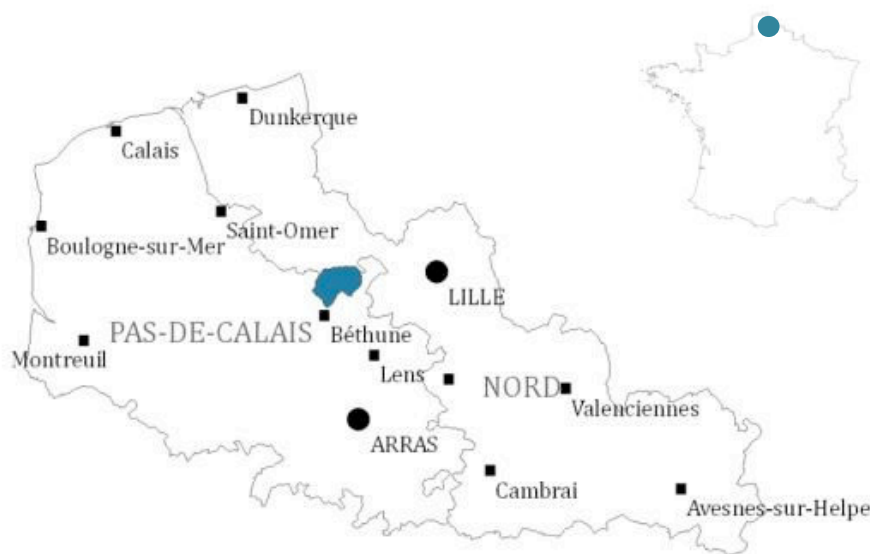 Dunkerque
Calais
Saint-Omer
Boulogne-sur-Mer
LILLE
PAS-DE-CALAIS
Béthune
Montreuil
Lens
NORD
Valenciennes
ARRAS
Cambrai
Avesnes-sur-Helpe